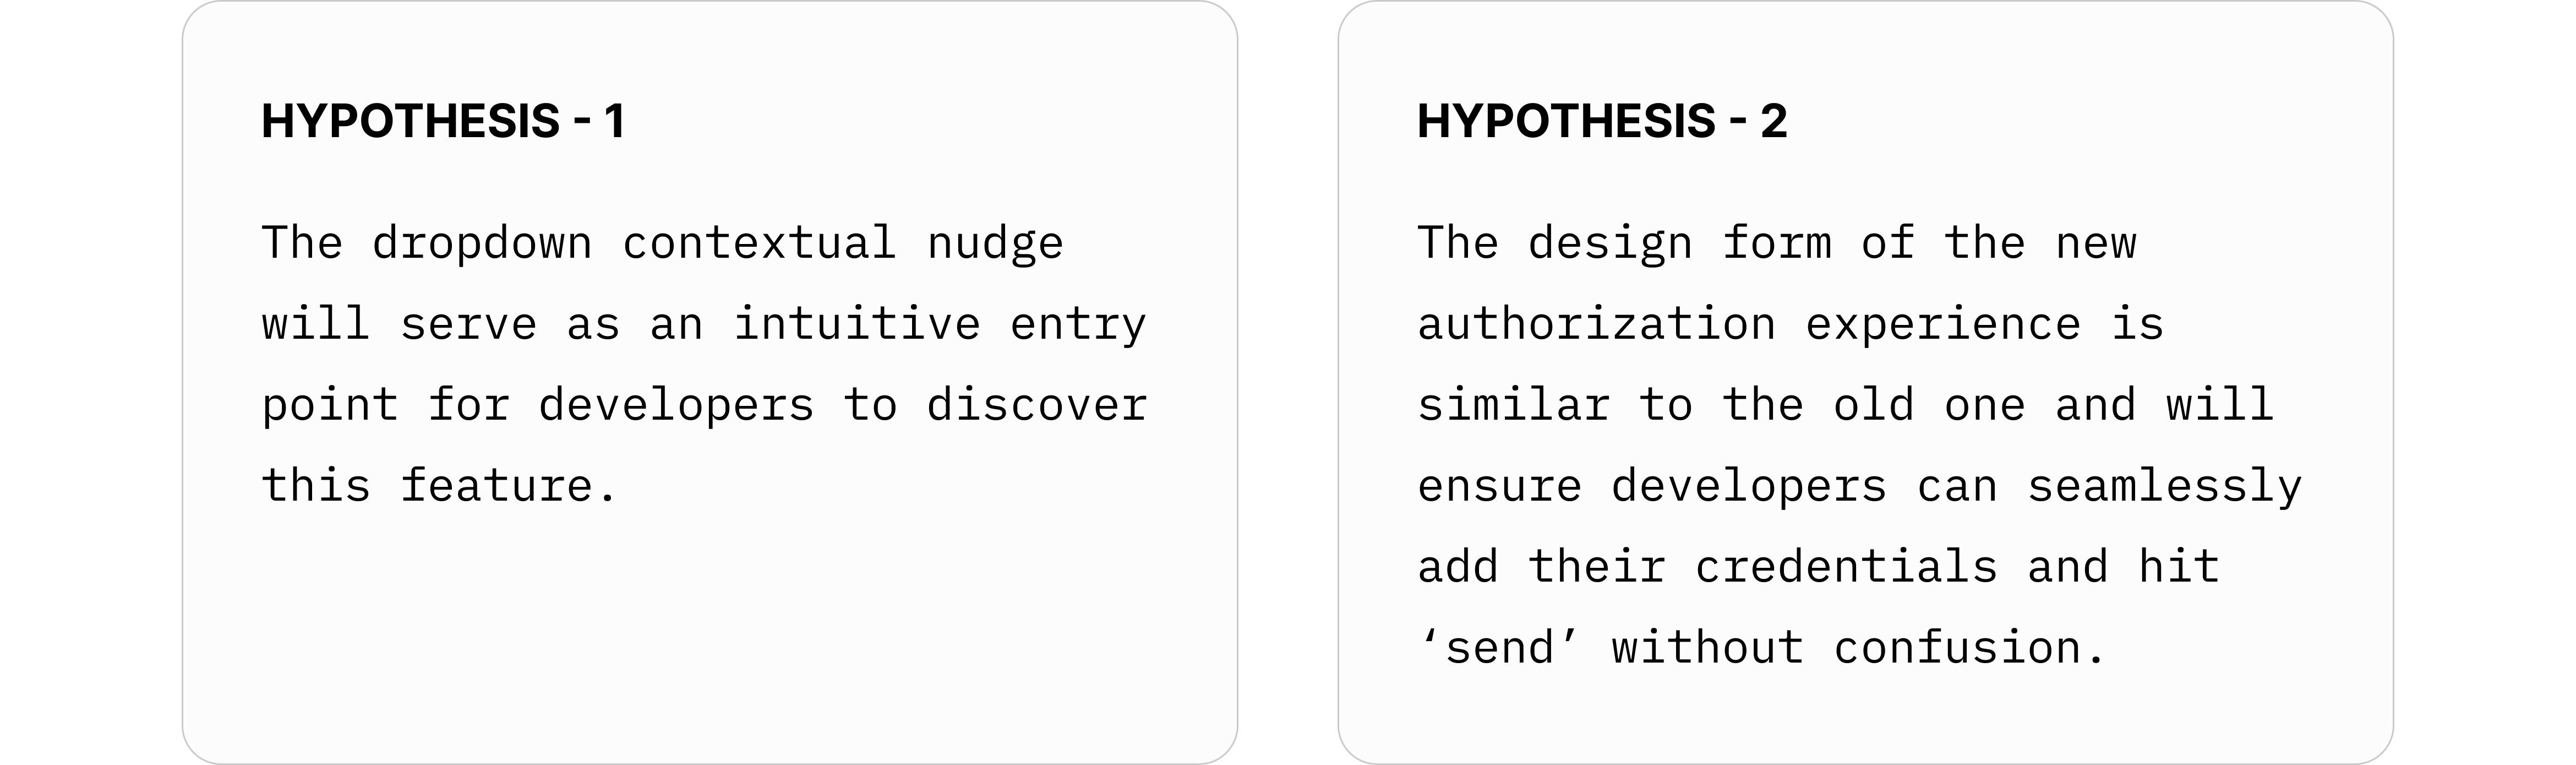 HYPOTHESIS - 1
The dropdown contextual nudge
will serve as an intuitive entry
point for developers to discover
this feature.
HYPOTHESIS - 2
The design form of the new
authorization experience is
similar to the old one and will
ensure developers can seamlessly
add their credentials and hit
‘send’ without confusion.